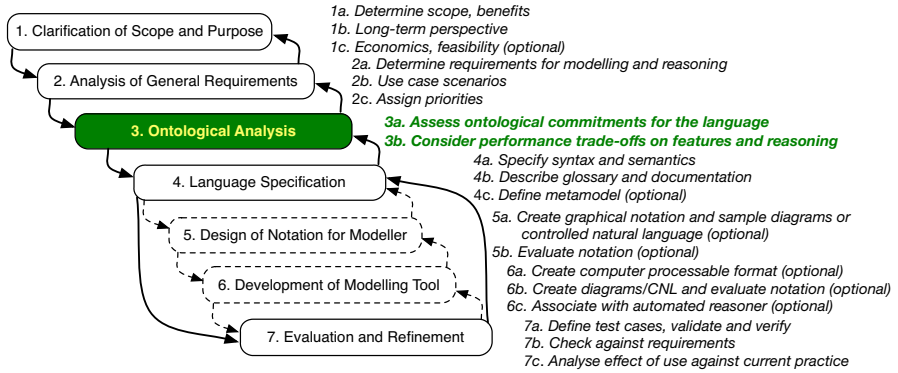 1a. Determine scope, benefits
1. Clarification of Scope and Purpose
1b. Long-term perspective
1c. Economics, feasibility (optional)
2a. Determine requirements for modelling and reasoning
2. Analysis of General Requirements
2b. Use case scenarios
2c. Assign priorities
3. Ontological Analysis
3a. Assess ontological commitments for the language
3b. Consider performance trade-offs on features and reasoning
4a. Specify syntax and semantics
4. Language Specification
4b. Describe glossary and documentation
4c. Define metamodel (optional)
5a. Create graphical notation and sample diagrams or
controlled natural language (optional)
5. Design of Notation for Modeller
5b. Evaluate notation (optional)
6a. Create computer processable format (optional)
6. Development of Modelling Tool
6b. Create diagrams/CNL and evaluate notation (optional)
6c. Associate with automated reasoner (optional)
7a. Define test cases, validate and verify
7. Evaluation and Refinement
7b. Check against requirements
7c. Analyse effect of use against current practice